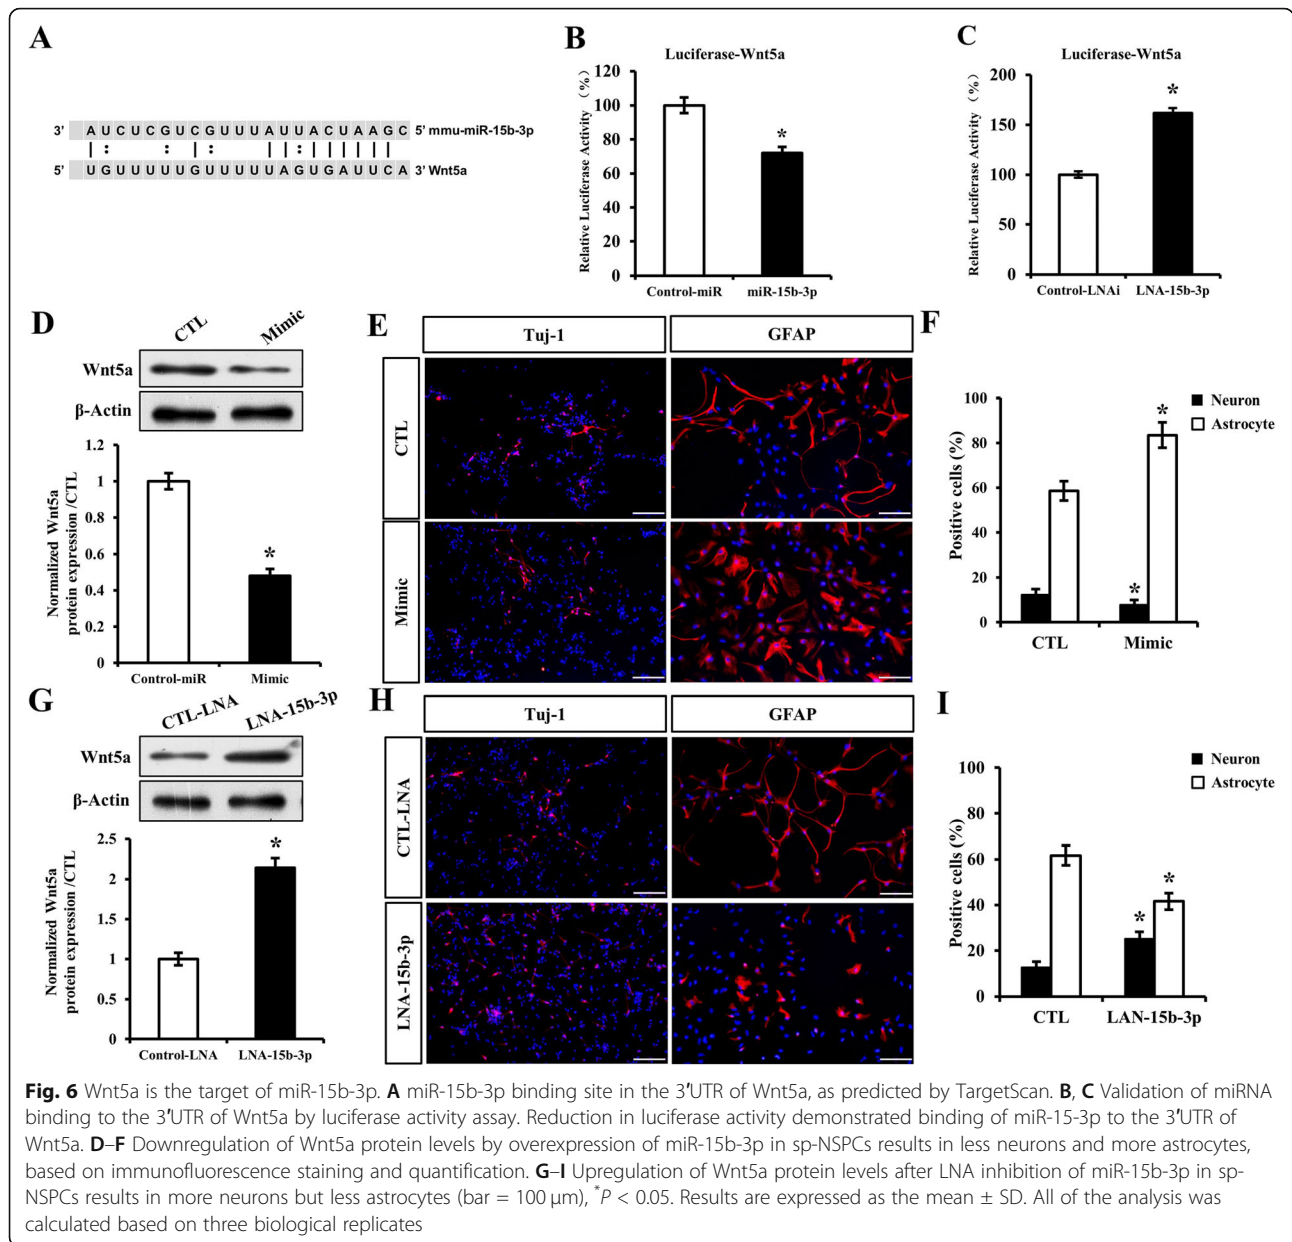 A
3' A U C U C G U C G U U U A U U A C U A A G C 5' mmu-miR-15b-3p
5' U G U U U U U G U U U U U A G U G A U U C A 3' Wnt5a
B
Luciferase-Wnt5a
Relative Luciferase Activity (%)
120
100
80
60
40
20
0
*
Control-miR miR-15b-3p
C
Luciferase-Wnt5a
Relative Luciferase Activity (%)
200
150
100
50
0
*
Control-LNAi LNA-15b-3p
D
CTL Mimic
Wnt5a
β-Actin
Normalized Wnt5a
protein expression /CTL
1.2
1
0.8
0.6
0.4
0.2
0
*
Control-miR Mimic
E
Tuj-1 GFAP
CTL
Mimic
F
Neuron
Astrocyte
Positive cells (%)
100
80
60
40
20
0
*
*
CTL Mimic
G
CTL-LNA LNA-15b-3p
Wnt5a
β-Actin
Normalized Wnt5a
protein expression /CTL
2.5
2
1.5
1
0.5
0
*
Control-LNA LNA-15b-3p
H
Tuj-1 GFAP
CTL-LNA
LNA-15b-3p
I
Neuron
Astrocyte
Positive cells (%)
100
80
60
40
20
0
*
*
CTL LAN-15b-3p
Fig. 6 Wnt5a is the target of miR-15b-3p. A miR-15b-3p binding site in the 3′UTR of Wnt5a, as predicted by TargetScan. B, C Validation of miRNA
binding to the 3′UTR of Wnt5a by luciferase activity assay. Reduction in luciferase activity demonstrated binding of miR-15-3p to the 3′UTR of
Wnt5a. D–F Downregulation of Wnt5a protein levels by overexpression of miR-15b-3p in sp-NSPCs results in less neurons and more astrocytes,
based on immunofluorescence staining and quantification. G–I Upregulation of Wnt5a protein levels after LNA inhibition of miR-15b-3p in sp-
NSPCs results in more neurons but less astrocytes (bar = 100 μm), *P < 0.05. Results are expressed as the mean ± SD. All of the analysis was
calculated based on three biological replicates